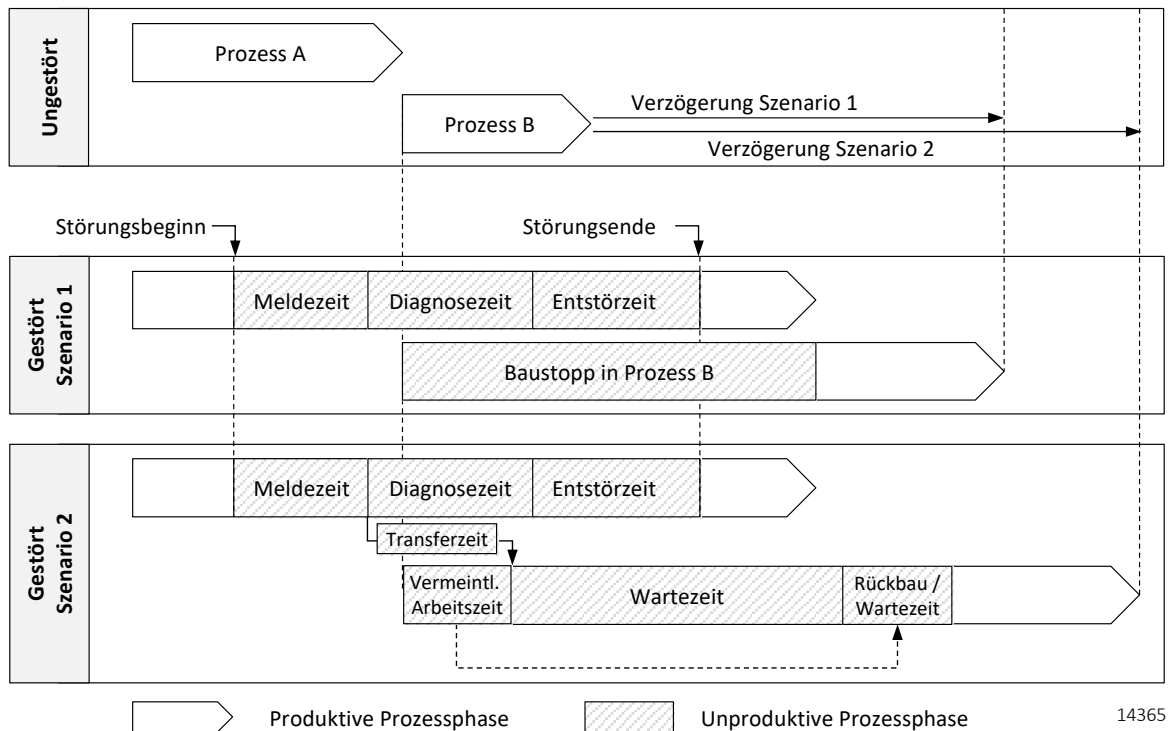 Ungestört
Prozess A
Prozess B
Verzögerung Szenario 1
Verzögerung Szenario 2
Störungsbeginn
Störungsende
Gestört
Szenario 1
Meldezeit
Diagnosezeit
Entstörzeit
Baustopp in Prozess B
Gestört
Szenario 2
Meldezeit
Diagnosezeit
Entstörzeit
Transferzeit
Vermeintl.
Arbeitszeit
Wartezeit
Rückbau /
Wartezeit
Produktive Prozessphase
Unproduktive Prozessphase
14365